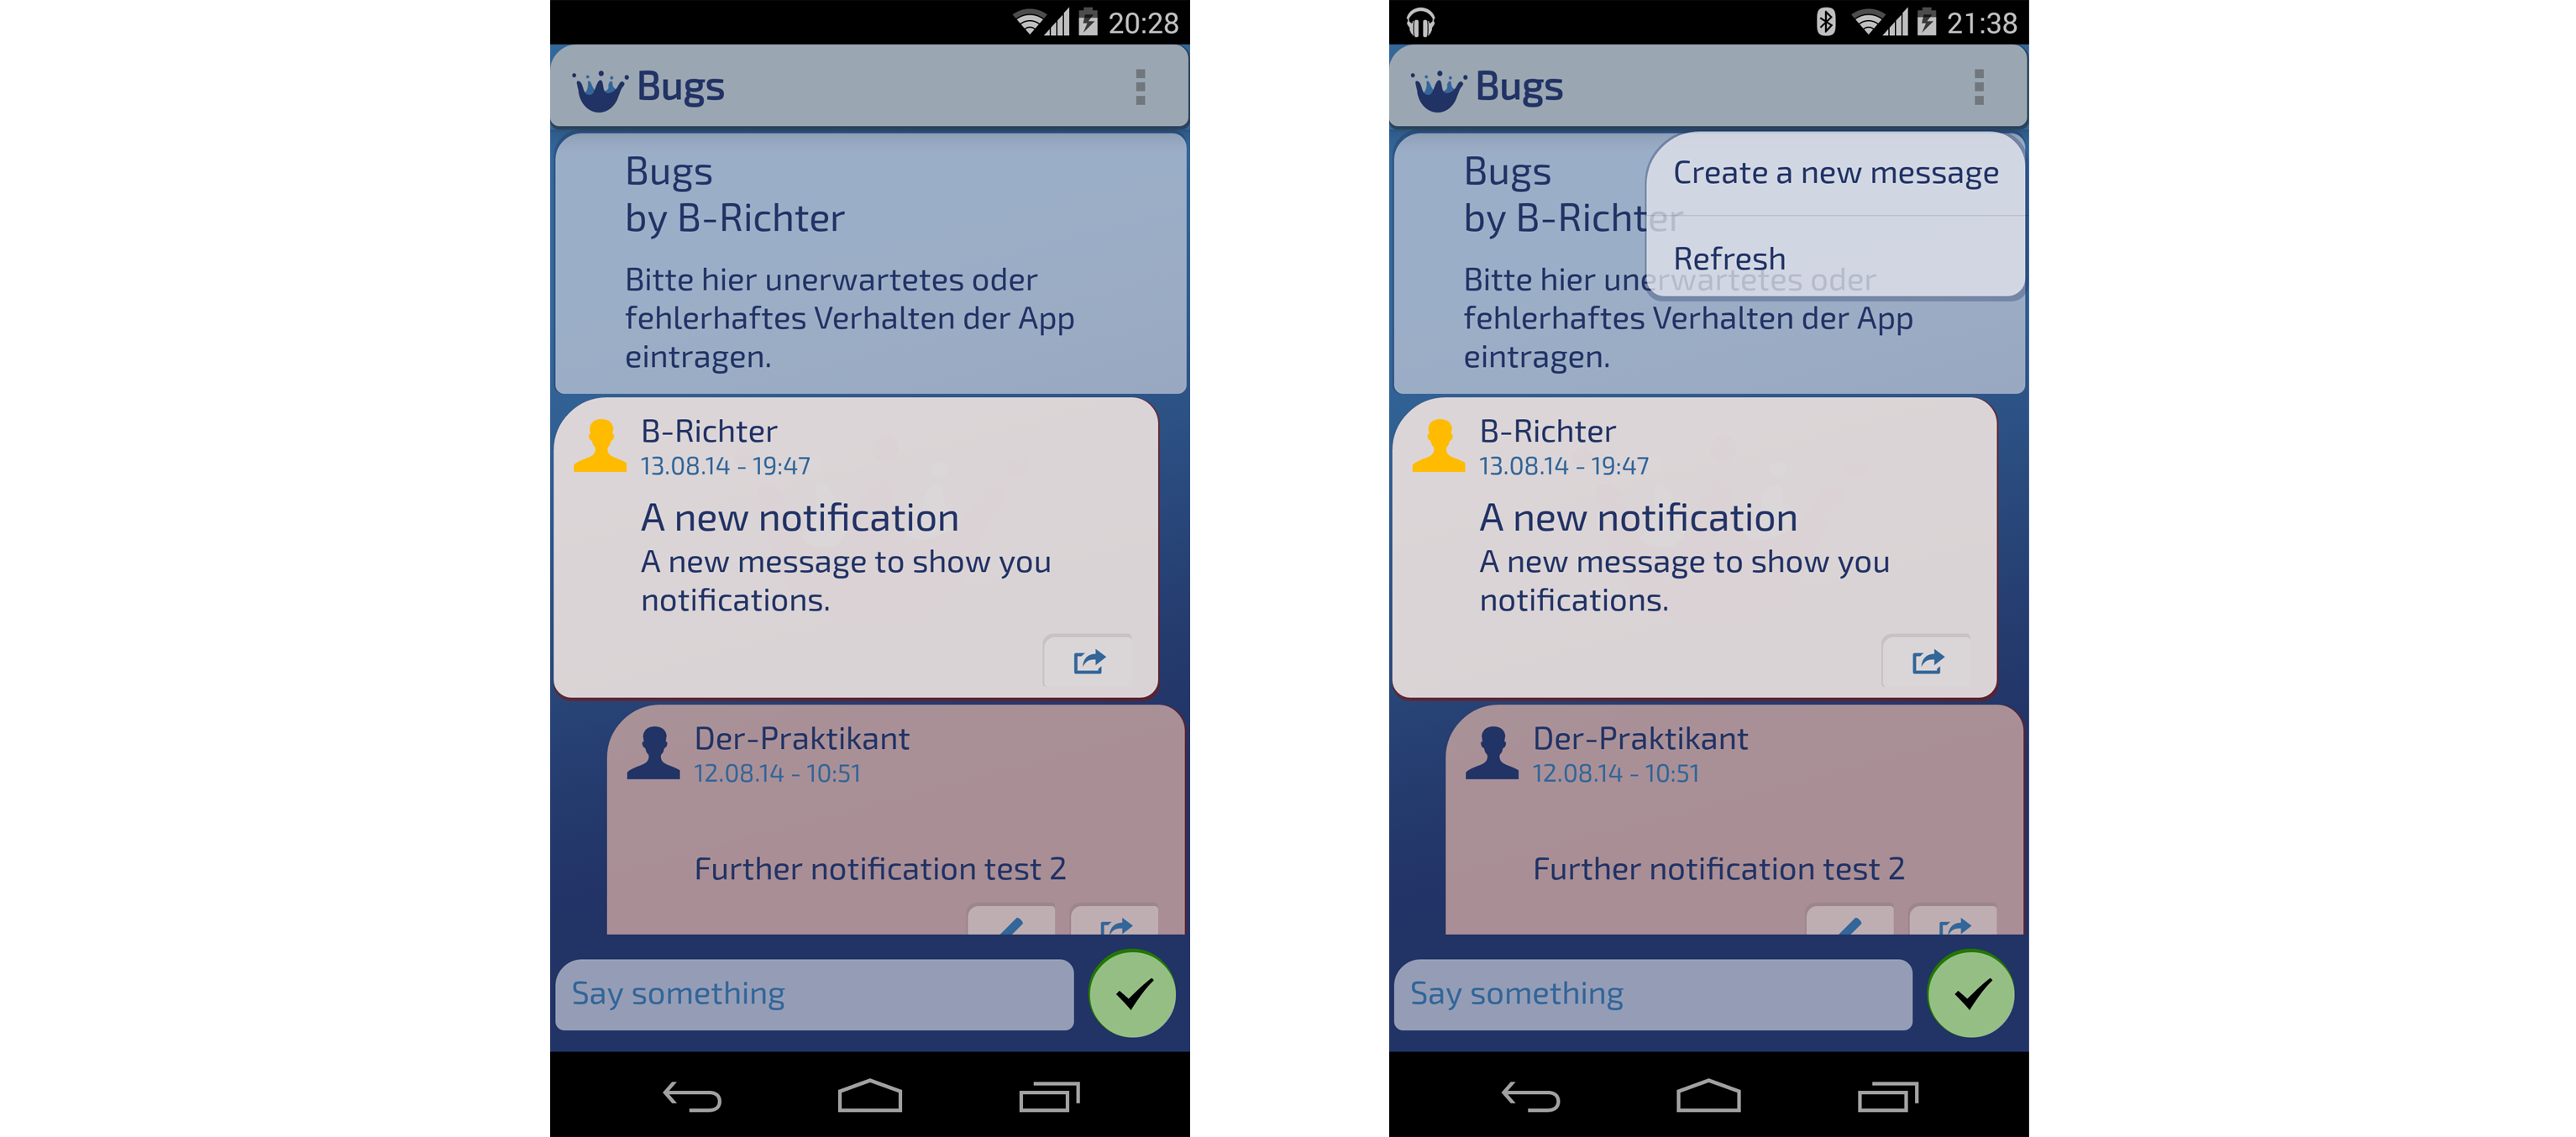 20:28
Bugs
Bugs
by B-Richter
Bitte hier unerwartetes oder
fehlerhaftes Verhalten der App
eintragen.
B-Richter
13.08.14 - 19:47
A new notification
A new message to show you
notifications.
Der-Praktikant
12.08.14 - 10:51
Further notification test 2
Say something
21:38
Bugs
Create a new message
Refresh
Bugs
by B-Richter
Bitte hier unerwartetes oder
fehlerhaftes Verhalten der App
eintragen.
B-Richter
13.08.14 - 19:47
A new notification
A new message to show you
notifications.
Der-Praktikant
12.08.14 - 10:51
Further notification test 2
Say something